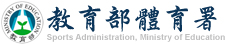 MINISTRY OF EDUCATION
教育部體育署
Sports Administration, Ministry of Education